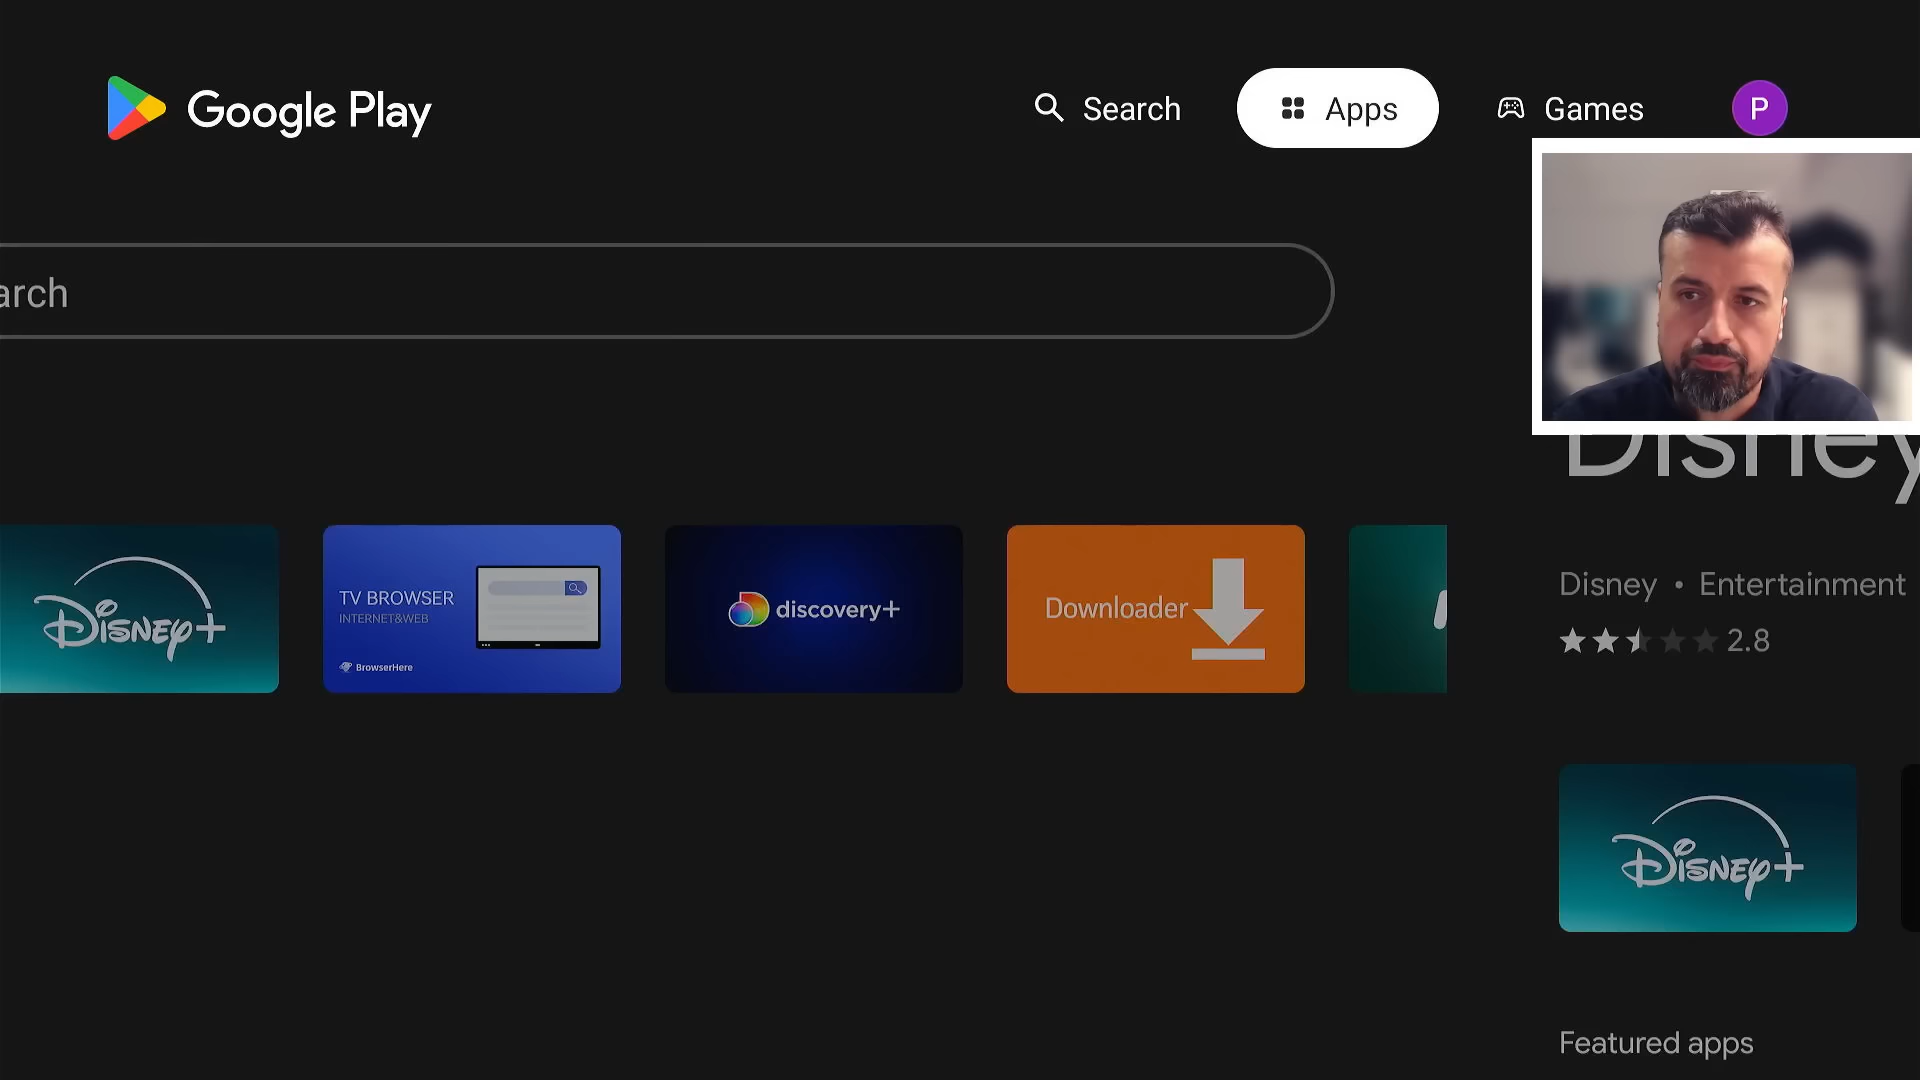 Google Play
Search
Apps
Games
P
arch
Disney
Disney+
TV BROWSER
INTERNET&WEB
BrowserHere
discovery+
Downloader
Disney • Entertainment
2.8
Disney+
Featured apps